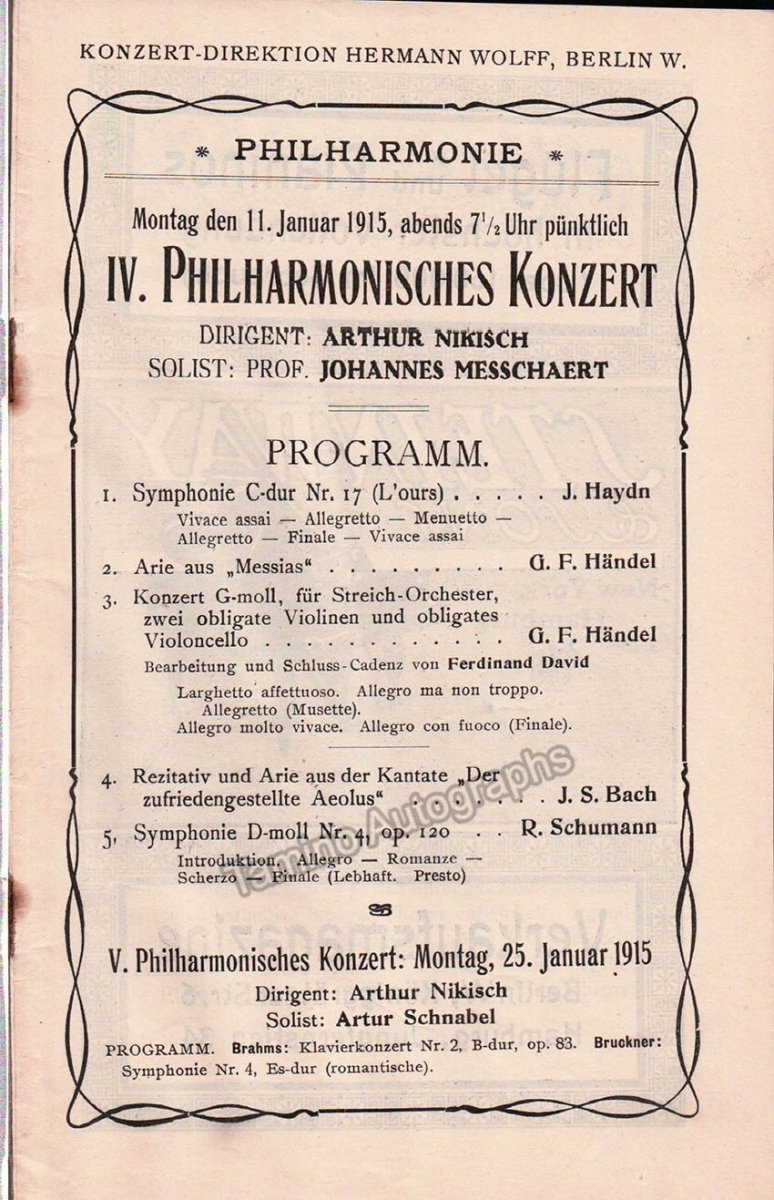 KONZERT-DIREKTION HERMANN WOLFF, BERLIN W.
* PHILHARMONIE *
Montag den 11. Januar 1915, abends 7 1/2 Uhr pünktlich
IV. PHILHARMONISCHES KONZERT
DIRIGENT: ARTHUR NIKISCH
SOLIST: PROF. JOHANNES MESSCHAERT
PROGRAMM.
1. Symphonie C-dur Nr. 17 (L'ours) . . . . . J. Haydn
Vivace assai — Allegretto — Menuetto —
Allegretto — Finale — Vivace assai
2. Arie aus „Messias“ . . . . . . . . . G. F. Händel
3. Konzert G-moll, für Streich-Orchester,
zwei obligate Violinen und obligates
Violoncello . . . . . . . . . . . . G. F. Händel
Bearbeitung und Schluss-Cadenz von Ferdinand David
Larghetto affettuoso. Allegro ma non troppo.
Allegretto (Musette).
Allegro molto vivace. Allegro con fuoco (Finale).
4. Rezitativ und Arie aus der Kantate „Der
zufriedengestellte Aeolus“ . . . . . . . J. S. Bach
5. Symphonie D-moll Nr. 4, op. 120 . . R. Schumann
Introduktion. Allegro — Romanze —
Scherzo — Finale (Lebhaft. Presto)
Tamino Autographs
V. Philharmonisches Konzert: Montag, 25. Januar 1915
Dirigent: Arthur Nikisch
Solist: Artur Schnabel
PROGRAMM. Brahms: Klavierkonzert Nr. 2, B-dur, op. 83. Bruckner:
Symphonie Nr. 4, Es-dur (romantische).